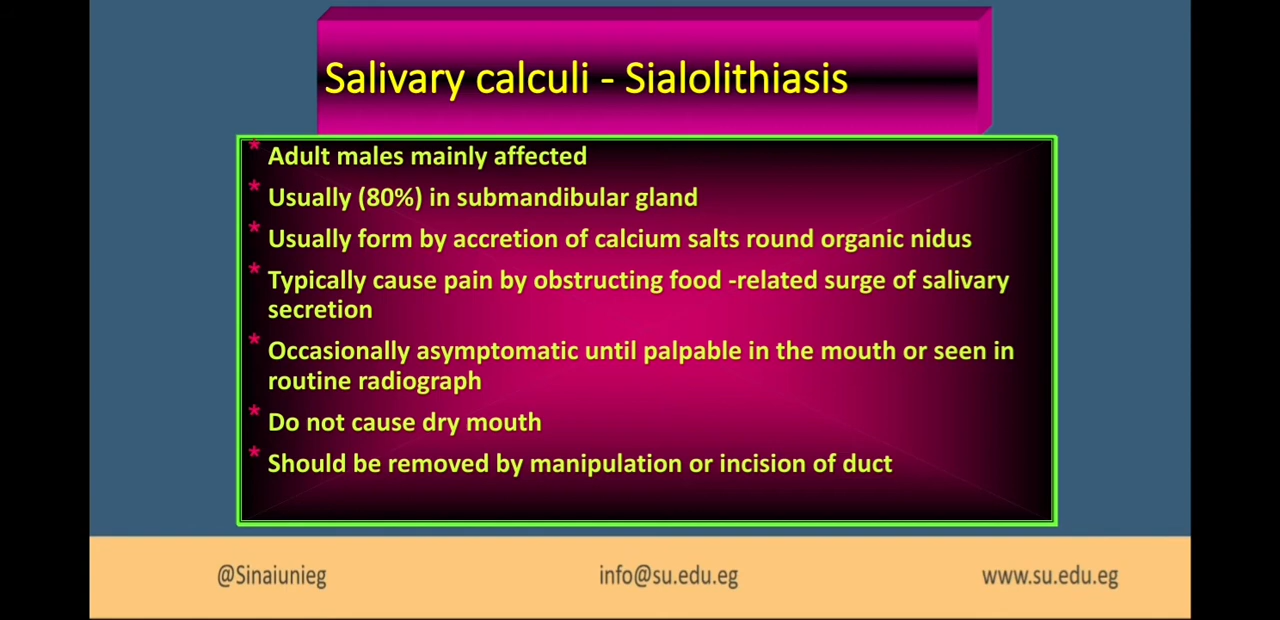 Salivary calculi - Sialolithiasis
* Adult males mainly affected
* Usually (80%) in submandibular gland
* Usually form by accretion of calcium salts round organic nidus
* Typically cause pain by obstructing food -related surge of salivary
secretion
* Occasionally asymptomatic until palpable in the mouth or seen in
routine radiograph
* Do not cause dry mouth
* Should be removed by manipulation or incision of duct
@Sinaiunieg info@su.edu.eg www.su.edu.eg